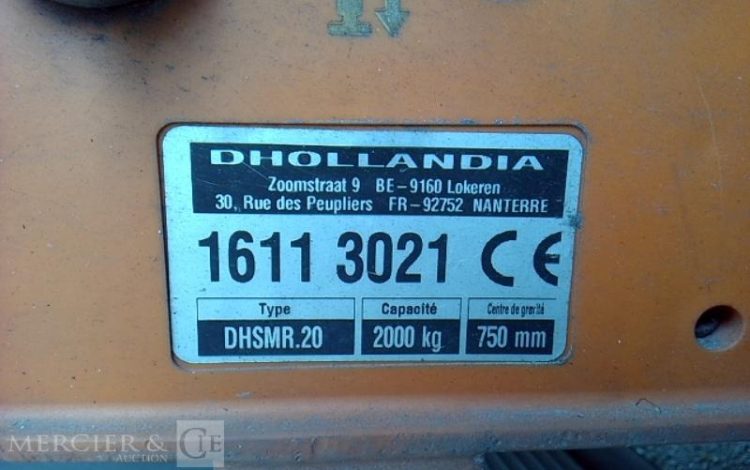 DHOLLANDIA
Zoomstraat 9 BE-9160 Lokeren
30, Rue des Peupliers FR-92752 NANTERRE
1611 3021 CE
Type Capacité Centre de gravité
DHSMR.20 2000 kg 750 mm
MERCIER & CIE
AUCTION